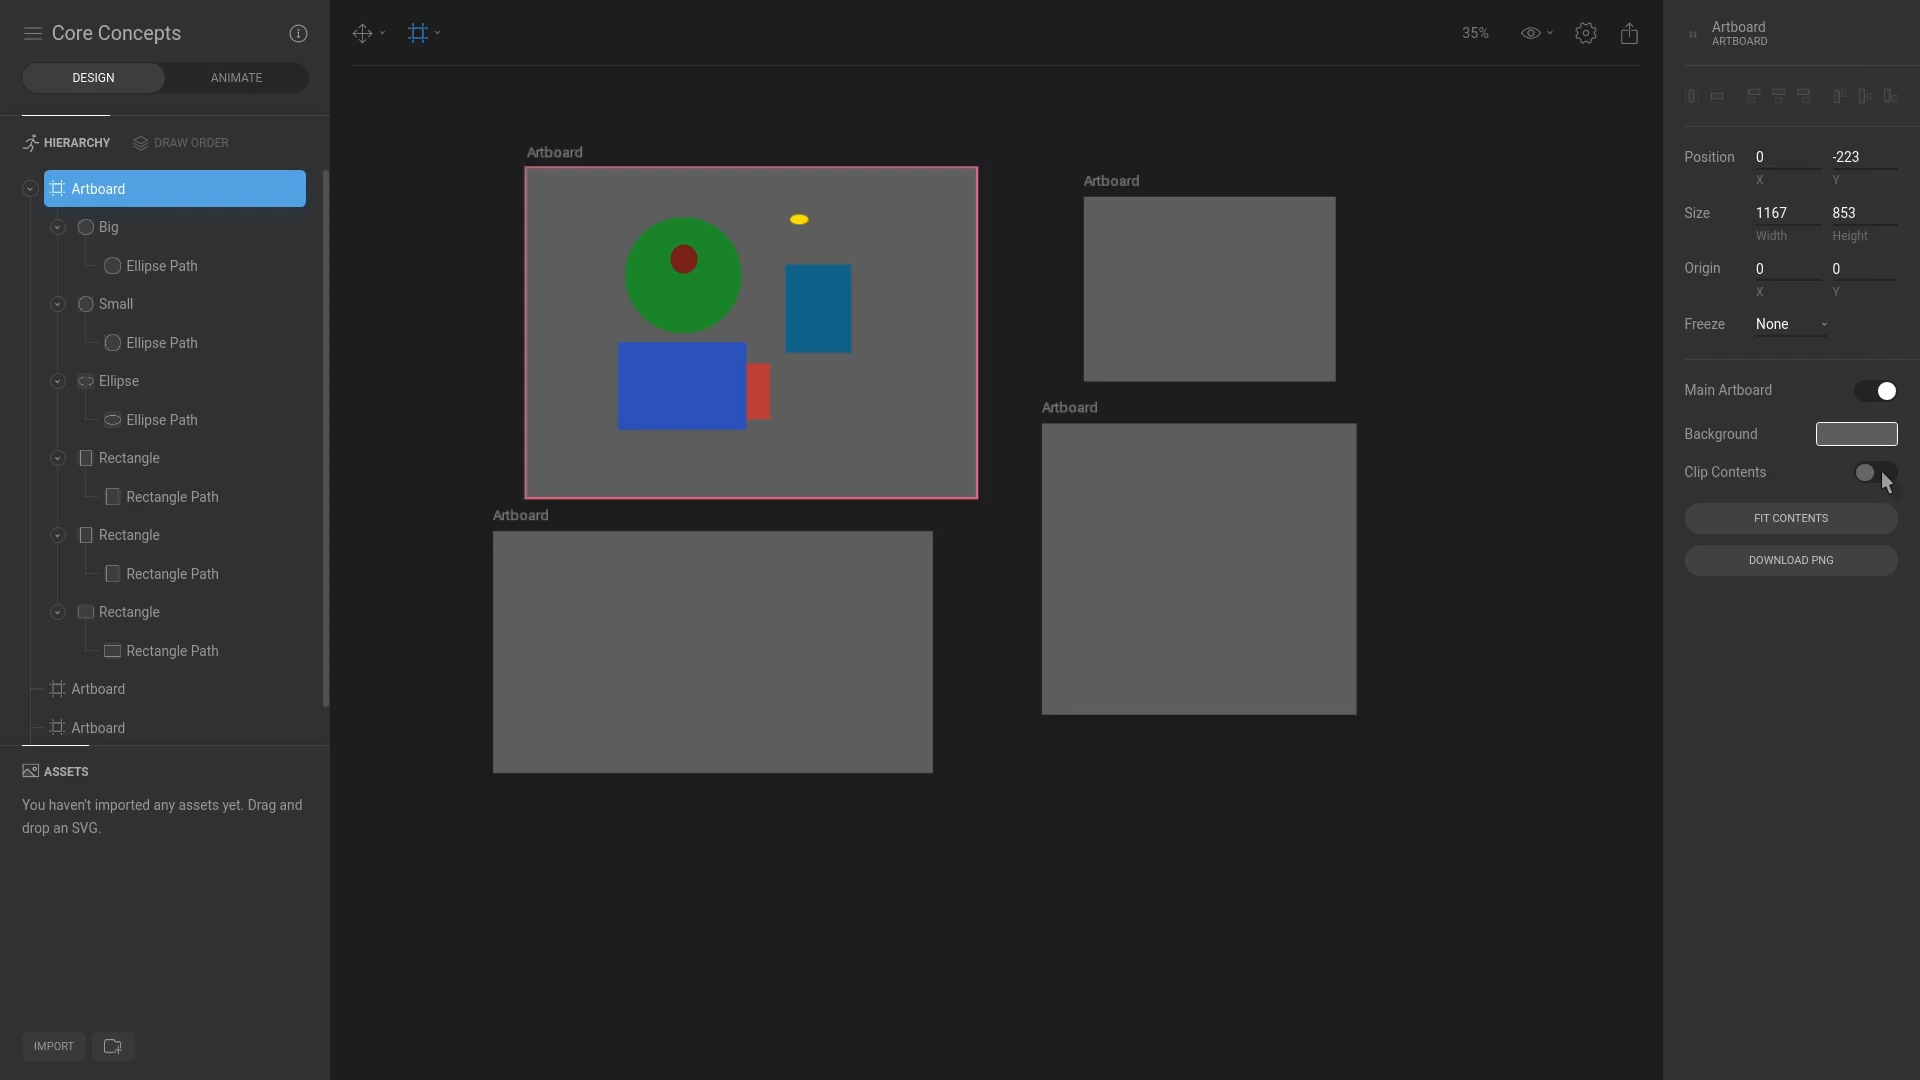 Core Concepts
DESIGN
ANIMATE
HIERARCHY
DRAW ORDER
Artboard
Big
Ellipse Path
Small
Ellipse Path
Ellipse
Ellipse Path
Rectangle
Rectangle Path
Rectangle
Rectangle Path
Rectangle
Rectangle Path
Artboard
Artboard
ASSETS
You haven't imported any assets yet. Drag and
drop an SVG.
IMPORT
35%
Artboard
Artboard
Artboard
Artboard
Artboard
ARTBOARD
Position 0 -223
X Y
Size 1167 853
Width Height
Origin 0 0
X Y
Freeze None
Main Artboard
Background
Clip Contents
FIT CONTENTS
DOWNLOAD PNG